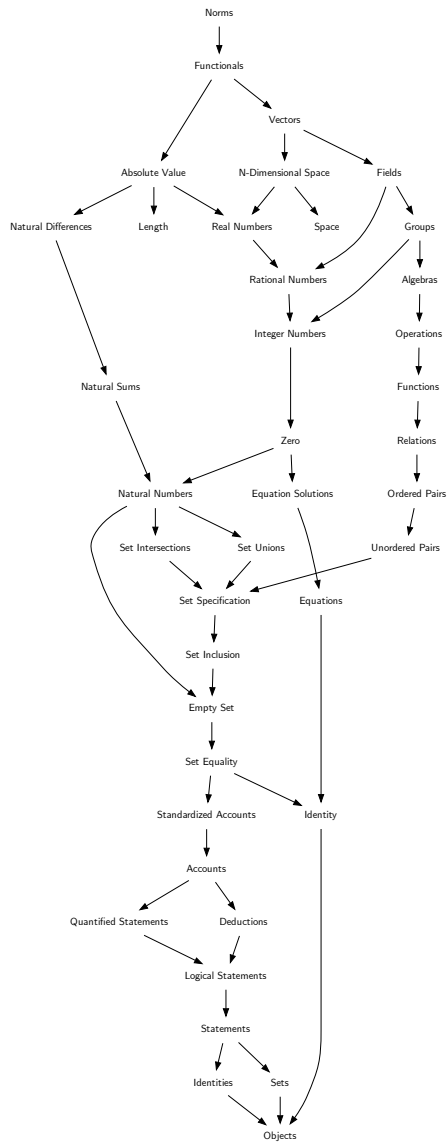 Norms
Functionals
Vectors
Absolute Value
N-Dimensional Space
Fields
Natural Differences
Length
Real Numbers
Space
Groups
Rational Numbers
Algebras
Integer Numbers
Operations
Natural Sums
Functions
Zero
Relations
Natural Numbers
Equation Solutions
Ordered Pairs
Set Intersections
Set Unions
Unordered Pairs
Set Specification
Equations
Set Inclusion
Empty Set
Set Equality
Standardized Accounts
Identity
Accounts
Quantified Statements
Deductions
Logical Statements
Statements
Identities
Sets
Objects